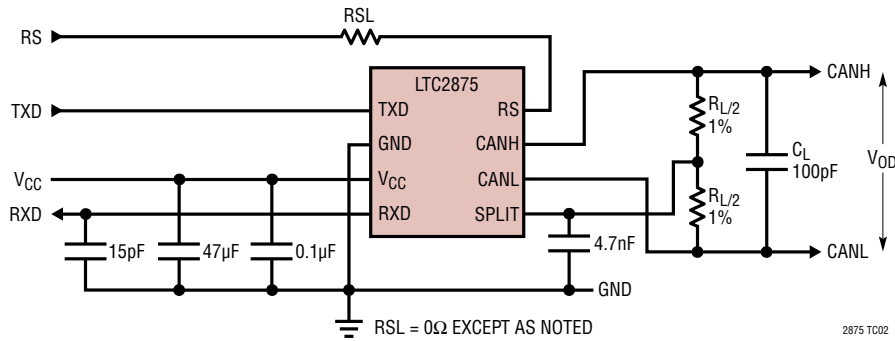 RSL
RS
LTC2875
CANH
TXD
TXD
RS
RL/2
1%
GND
CANH
CL
100pF
VOD
VCC
VCC
CANL
RL/2
1%
RXD
RXD
SPLIT
15pF
47µF
0.1µF
4.7nF
CANL
GND
RSL = 0Ω EXCEPT AS NOTED
2875 TC02